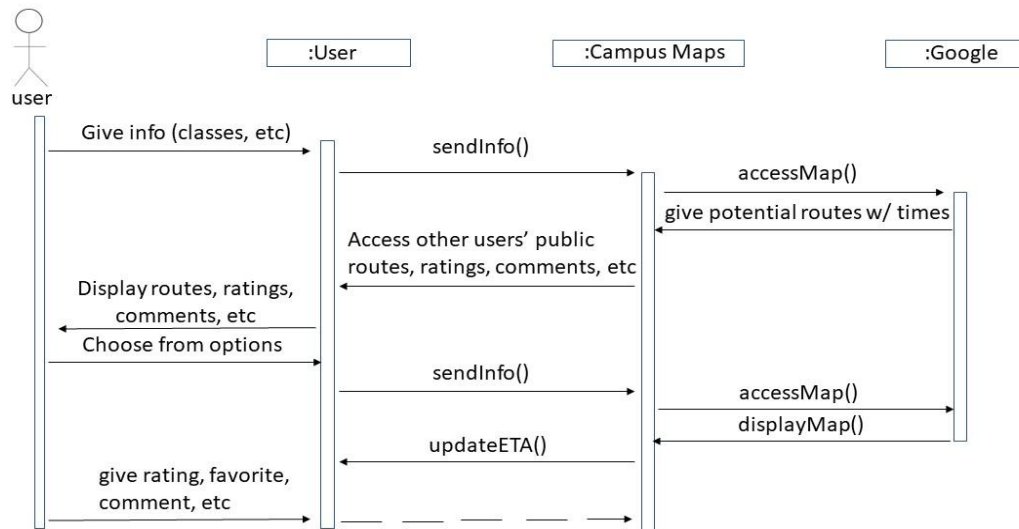 :User
:Campus Maps
:Google
user
Give info (classes, etc)
sendInfo()
accessMap()
give potential routes w/ times
Access other users’ public
routes, ratings, comments, etc
Display routes, ratings,
comments, etc
Choose from options
sendInfo()
accessMap()
displayMap()
updateETA()
give rating, favorite,
comment, etc